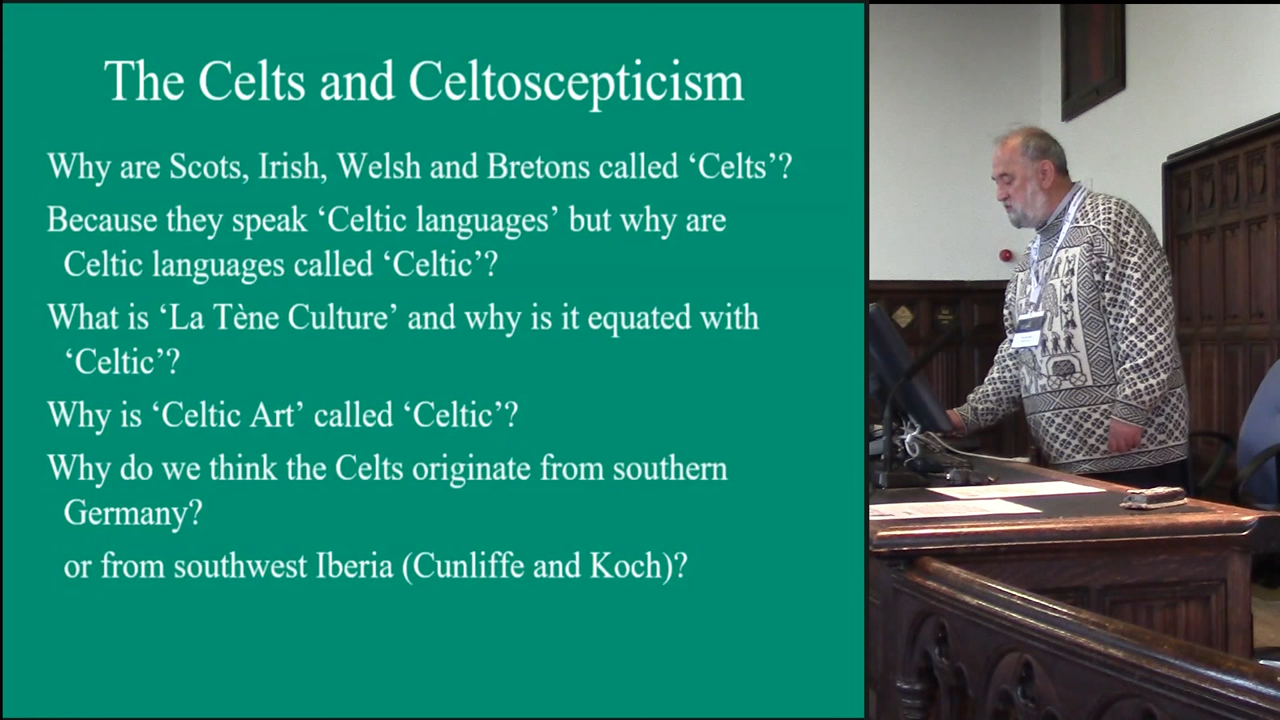 The Celts and Celtoscepticism
Why are Scots, Irish, Welsh and Bretons called ‘Celts’?
Because they speak ‘Celtic languages’ but why are
Celtic languages called ‘Celtic’?
What is ‘La Tène Culture’ and why is it equated with
‘Celtic’?
Why is ‘Celtic Art’ called ‘Celtic’?
Why do we think the Celts originate from southern
Germany?
or from southwest Iberia (Cunliffe and Koch)?